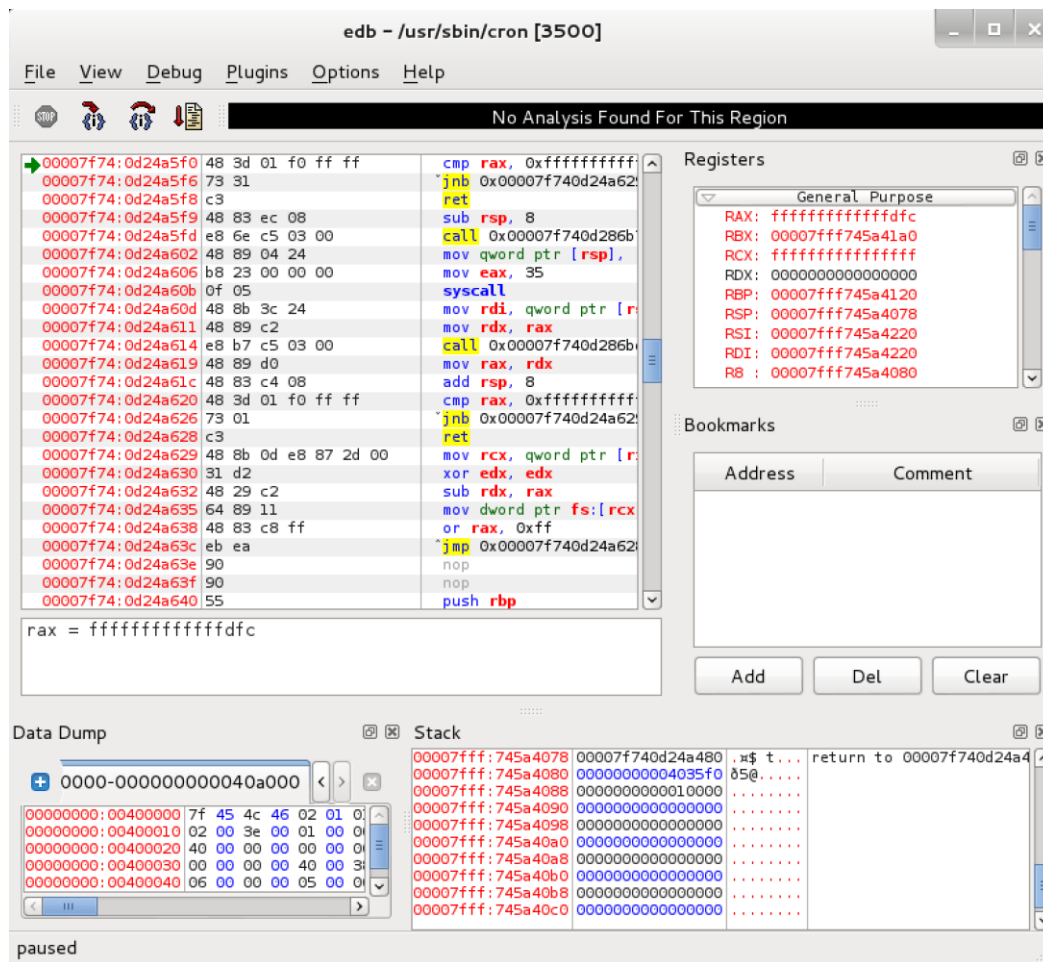 edb – /usr/sbin/cron [3500]
File View Debug Plugins Options Help
STOP
No Analysis Found For This Region
00007f74:0d24a5f0 48 3d 01 f0 ff ff cmp rax, 0xfffffffffff
00007f74:0d24a5f6 73 31 jnb 0x00007f740d24a62
00007f74:0d24a5f8 c3 ret
00007f74:0d24a5f9 48 83 ec 08 sub rsp, 8
00007f74:0d24a5fd e8 6e c5 03 00 call 0x00007f740d286b
00007f74:0d24a602 48 89 04 24 mov qword ptr [rsp],
00007f74:0d24a606 b8 23 00 00 00 mov eax, 35
00007f74:0d24a60b 0f 05 syscall
00007f74:0d24a60d 48 8b 3c 24 mov rdi, qword ptr [r
00007f74:0d24a611 48 89 c2 mov rdx, rax
00007f74:0d24a614 e8 b7 c5 03 00 call 0x00007f740d286b
00007f74:0d24a619 48 89 d0 mov rax, rdx
00007f74:0d24a61c 48 83 c4 08 add rsp, 8
00007f74:0d24a620 48 3d 01 f0 ff ff cmp rax, 0xfffffffffff
00007f74:0d24a626 73 01 jnb 0x00007f740d24a62
00007f74:0d24a628 c3 ret
00007f74:0d24a629 48 8b 0d e8 87 2d 00 mov rcx, qword ptr [r
00007f74:0d24a630 31 d2 xor edx, edx
00007f74:0d24a632 48 29 c2 sub rdx, rax
00007f74:0d24a635 64 89 11 mov dword ptr fs:[rcx
00007f74:0d24a638 48 83 c8 ff or rax, 0xff
00007f74:0d24a63c eb ea jmp 0x00007f740d24a628
00007f74:0d24a63e 90 nop
00007f74:0d24a63f 90 nop
00007f74:0d24a640 55 push rbp
rax = fffffffffffffdfc
Registers
General Purpose
RAX: fffffffffffffdfc
RBX: 00007fff745a41a0
RCX: ffffffffffffffff
RDX: 0000000000000000
RBP: 00007fff745a4120
RSP: 00007fff745a4078
RSI: 00007fff745a4220
RDI: 00007fff745a4220
R8 : 00007fff745a4080
Bookmarks
Address Comment
Add Del Clear
Data Dump
0000-000000000040a000
00000000:00400000 7f 45 4c 46 02 01
00000000:00400010 02 00 3e 00 01 00
00000000:00400020 40 00 00 00 00 00
00000000:00400030 00 00 00 00 40 00
00000000:00400040 06 00 00 00 05 00
Stack
00007fff:745a4078 00007f740d24a480 .¤$ t... return to 00007f740d24a4
00007fff:745a4080 00000000004035f0 ð5@.....
00007fff:745a4088 0000000000010000 ........
00007fff:745a4090 0000000000000000 ........
00007fff:745a4098 0000000000000000 ........
00007fff:745a40a0 0000000000000000 ........
00007fff:745a40a8 0000000000000000 ........
00007fff:745a40b0 0000000000000000 ........
00007fff:745a40b8 0000000000000000 ........
00007fff:745a40c0 0000000000000000 ........
paused